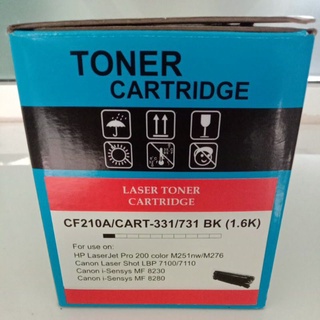 TONER
CARTRIDGE
LASER TONER
CARTRIDGE
CF210A/CART-331/731 BK (1.6K)
For use on:
HP LaserJet Pro 200 color M251nw/M276
Canon Laser Shot LBP 7100/7110
Canon i-Sensys MF 8230
Canon i-Sensys MF 8280